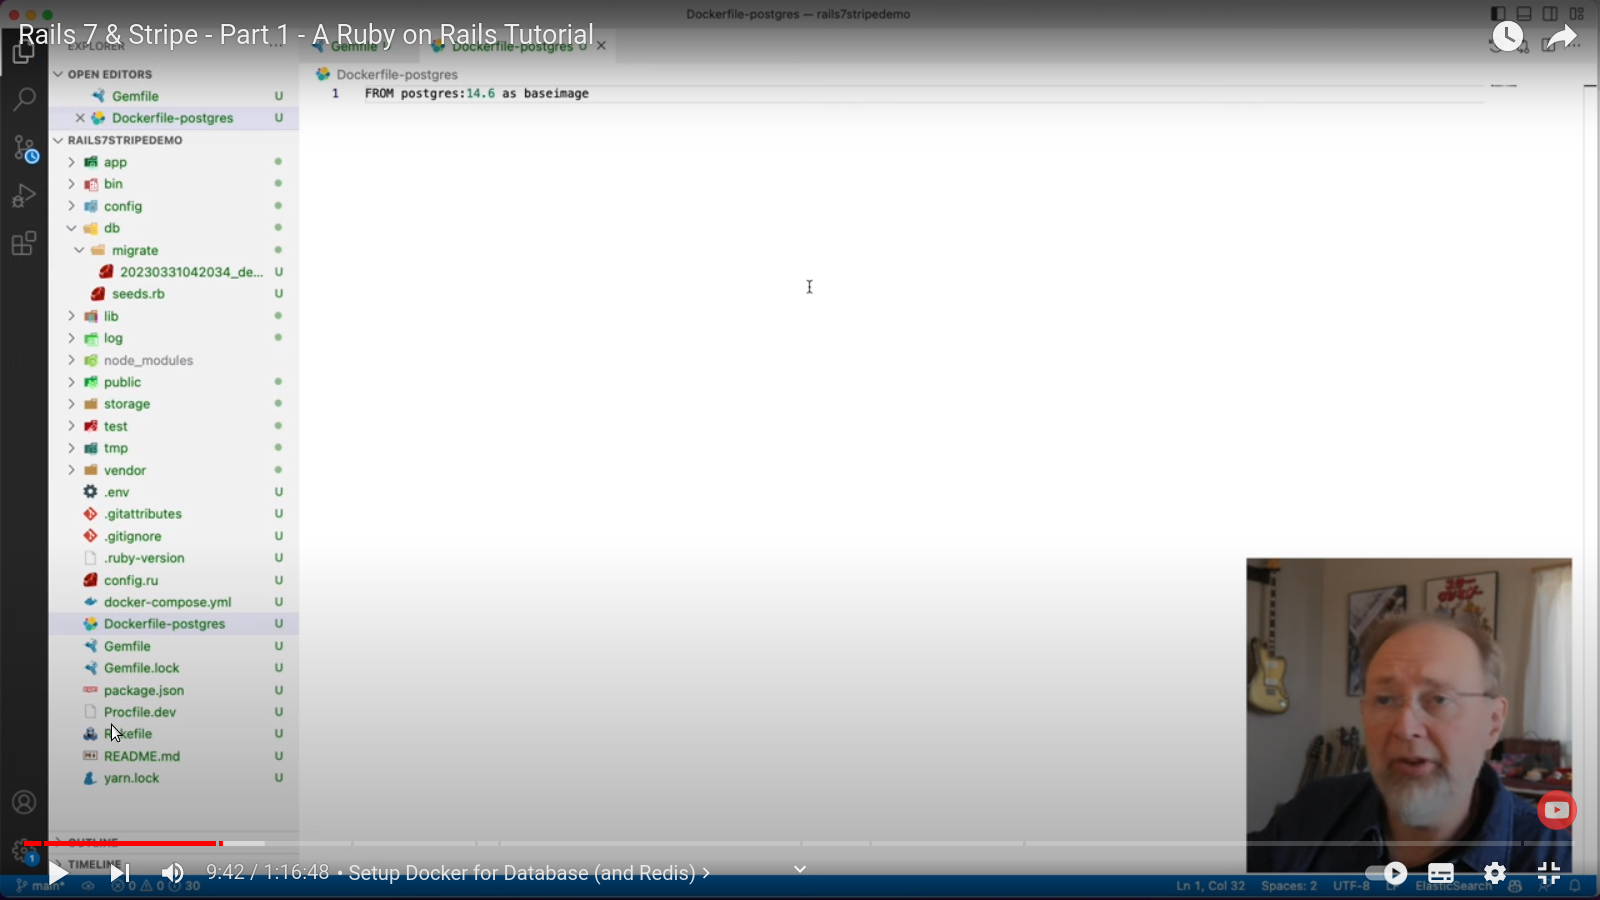 Dockerfile-postgres — rails7stripedemo
Rails 7 & Stripe - Part 1 - A Ruby on Rails Tutorial
EXPLORER
Gemfile
Dockerfile-postgres U
OPEN EDITORS
Gemfile U
Dockerfile-postgres U
RAILS7STRIPEDEMO
app
bin
config
db
migrate
20230331042034_de... U
seeds.rb U
lib
log
node_modules
public
storage
test
tmp
vendor
.env U
.gitattributes U
.gitignore U
.ruby-version U
config.ru U
docker-compose.yml U
Dockerfile-postgres U
Gemfile U
Gemfile.lock U
package.json U
Procfile.dev U
Rakefile U
README.md U
yarn.lock U
OUTLINE
TIMELINE
Dockerfile-postgres
1 FROM postgres:14.6 as baseimage
9:42 / 1:16:48 • Setup Docker for Database (and Redis)
1
main* 0 0 30
Ln 1, Col 32 Spaces: 2 UTF-8 LF ElasticSearch